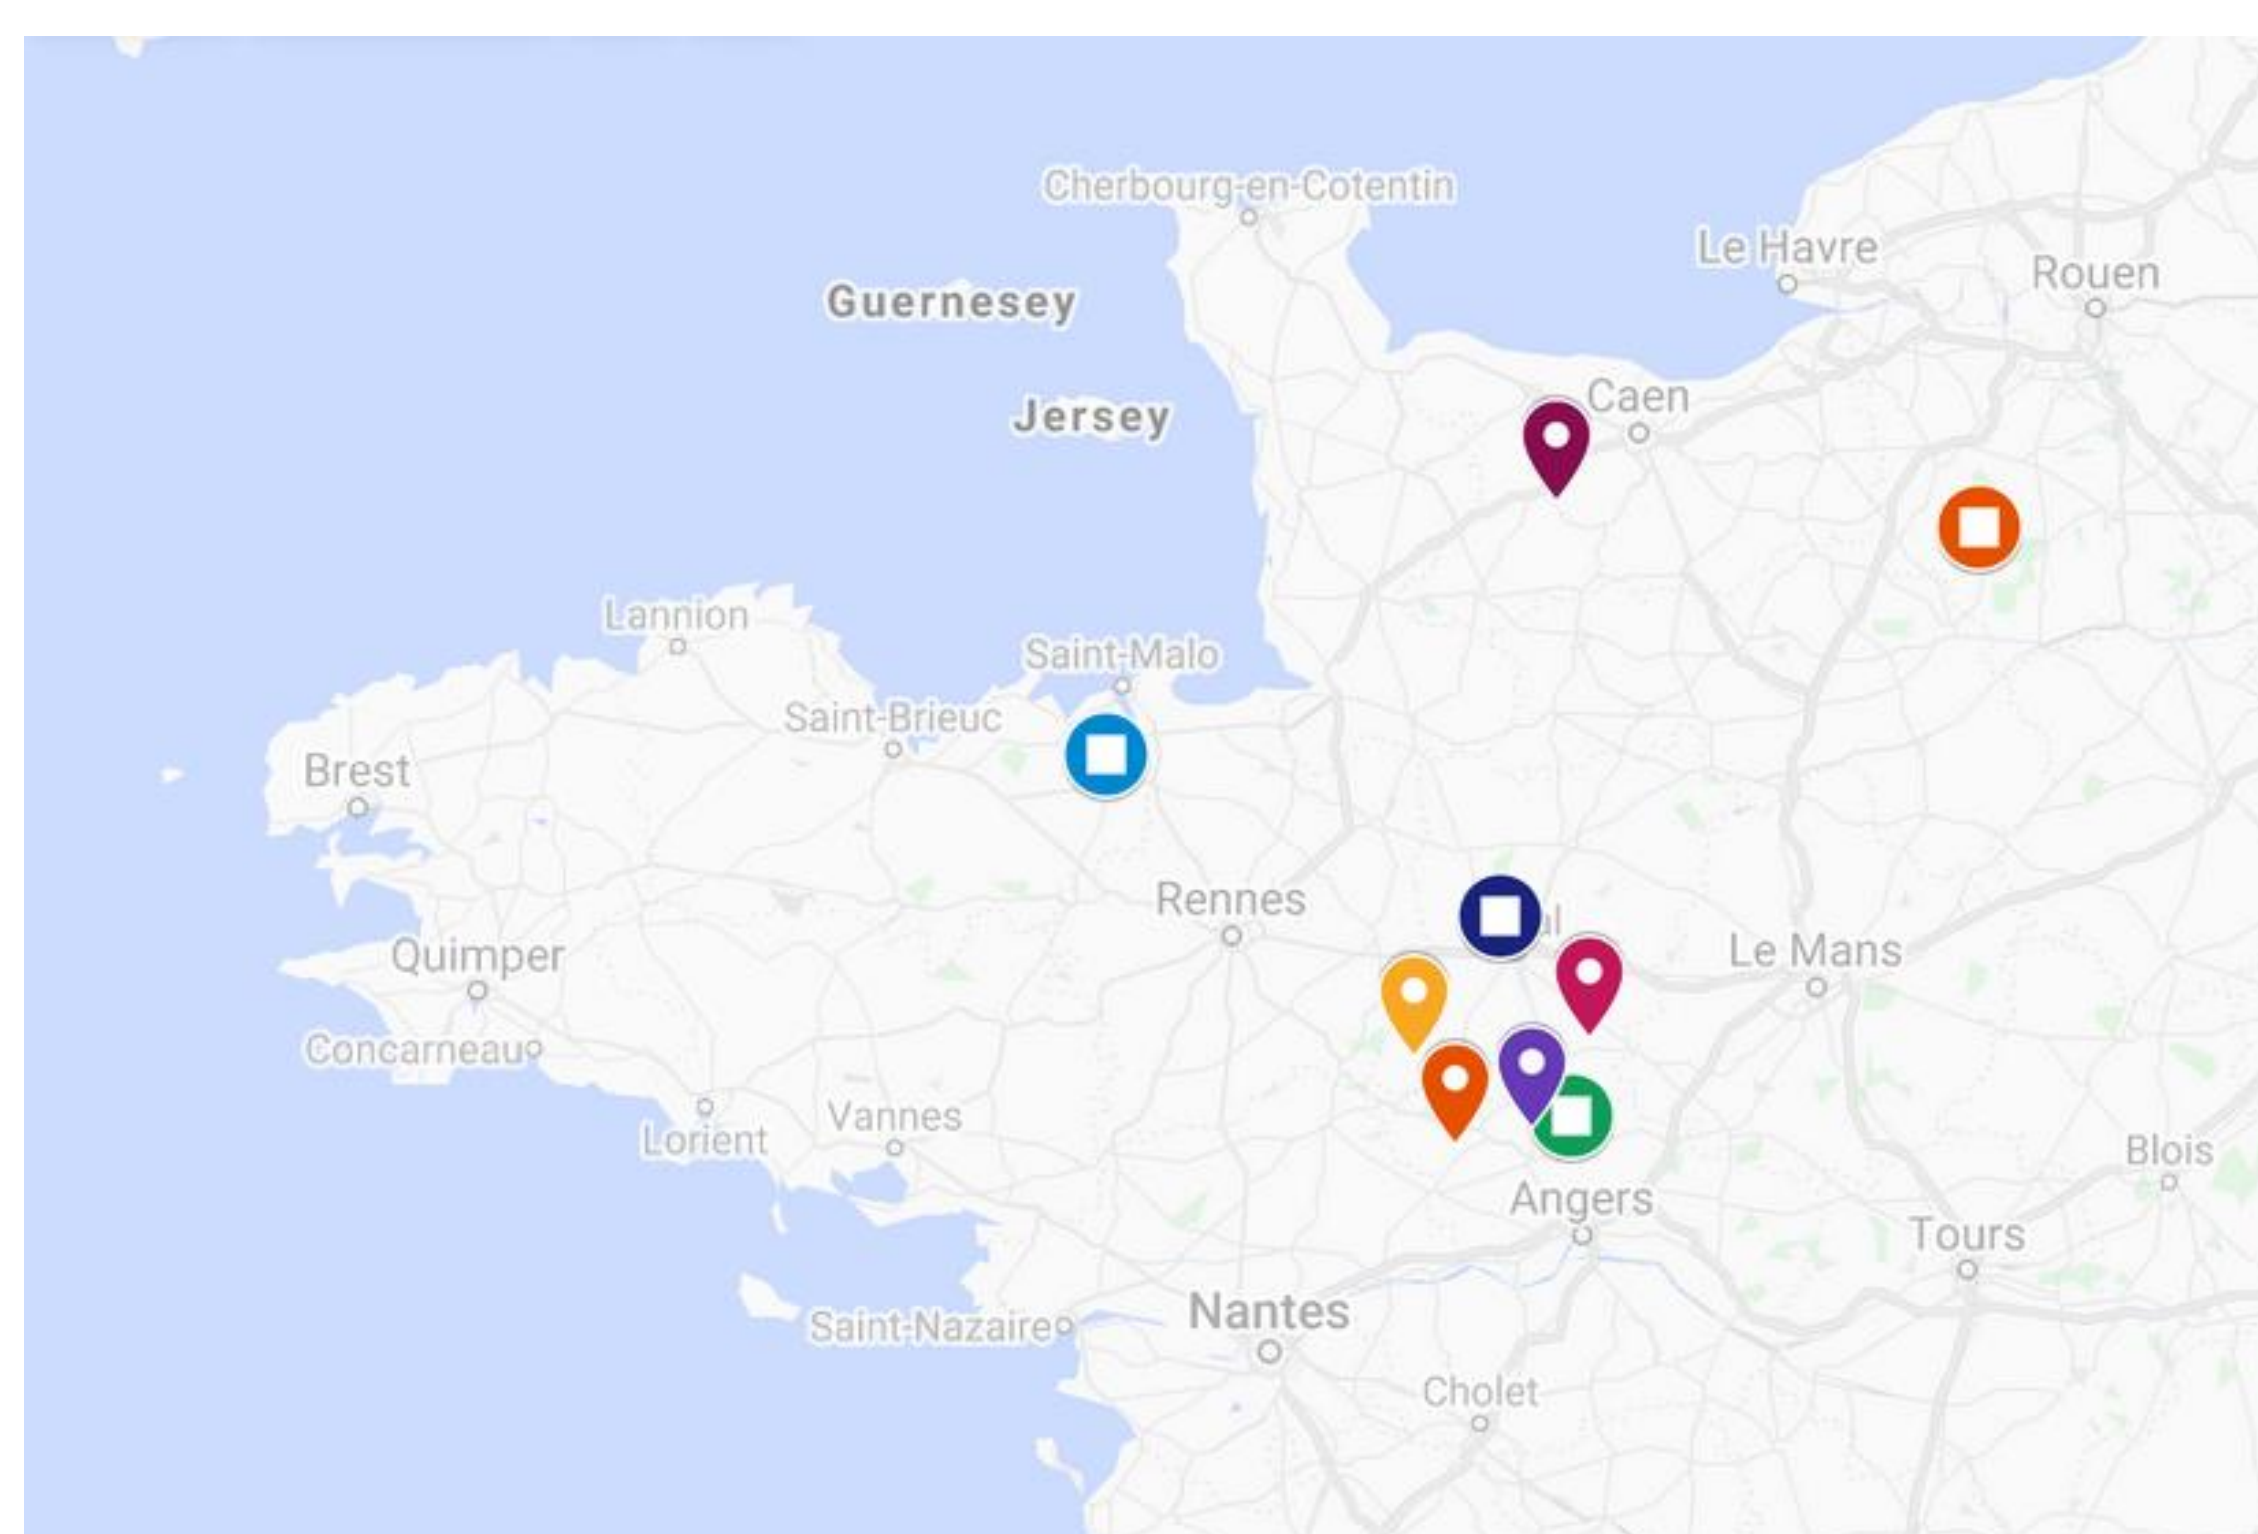 Cherbourg-en-Cotentin
Le Havre
Rouen
Guernesey
Caen
Jersey
Lannion
Saint-Malo
Saint-Brieuc
Brest
Rennes
al
Le Mans
Quimper
Concarneau
Vannes
Lorient
Blois
Angers
Tours
Nantes
Saint-Nazaire
Cholet